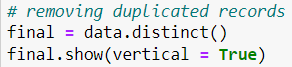 # removing duplicated records
final = data.distinct()
final.show(vertical = True)